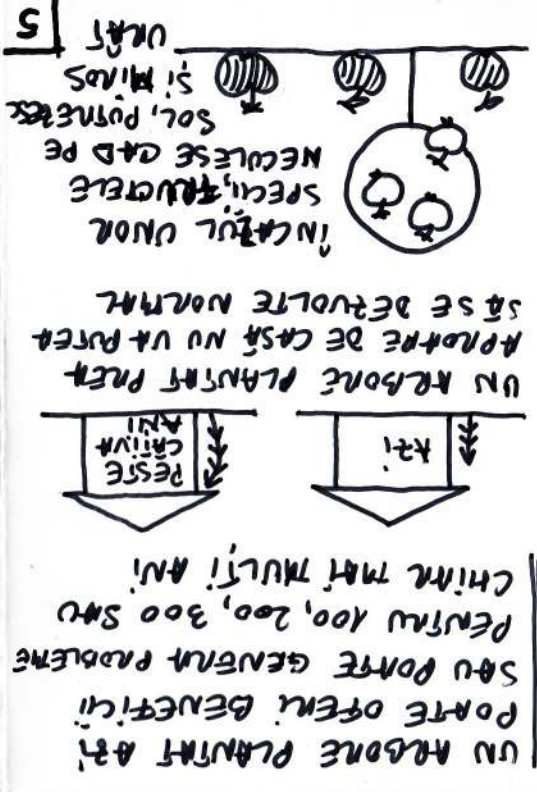 UN ARBORE PLANTAT AZI
POATE OFERI BENEFICII
SAU POATE GENERA PROBLEME
PENTRU 100, 200, 300 SAU
CHIAR MAI MULȚI ANI
AZI
PESTE
CÂȚIVA
ANI
UN ARBORE PLANTAT PREA
APROAPE DE CASĂ NU VA PUTEA
SĂ SE DEZVOLTE NORMAL
ÎN CAZUL UNOR
SPECII, FRUCTELE
NECULESE CAD PE
SOL, PUTREZESC
ȘI MIROS
URÂT
5